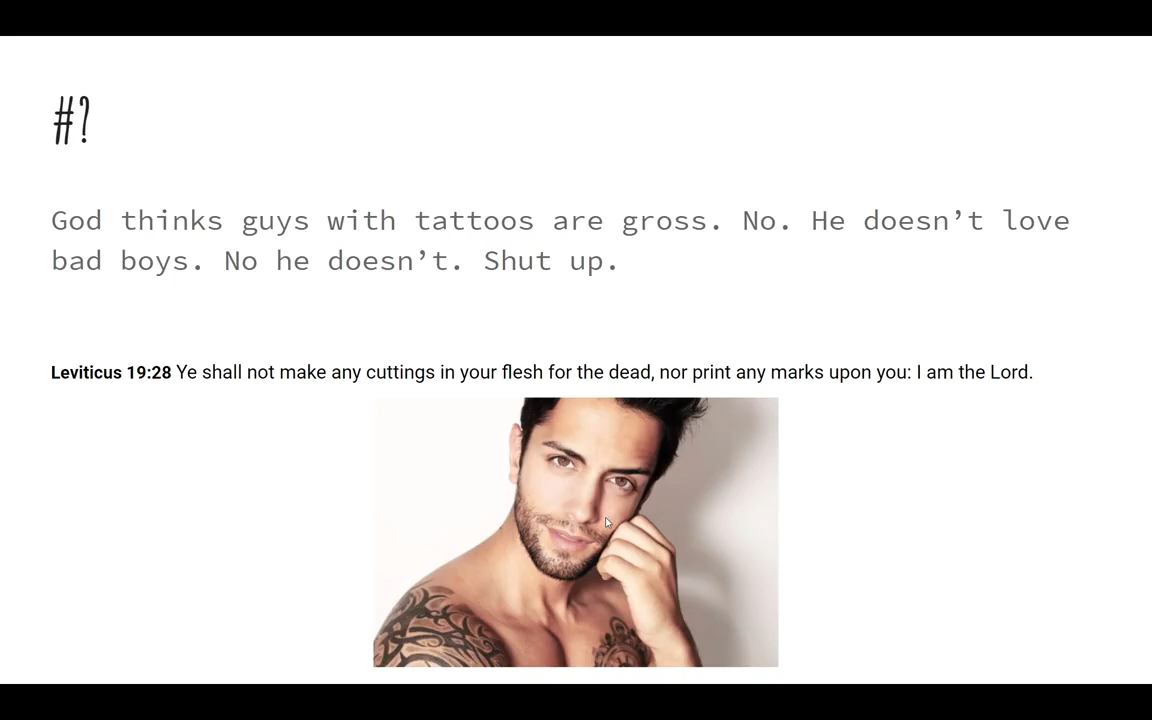 #?
God thinks guys with tattoos are gross. No. He doesn’t love
bad boys. No he doesn’t. Shut up.
Leviticus 19:28 Ye shall not make any cuttings in your flesh for the dead, nor print any marks upon you: I am the Lord.